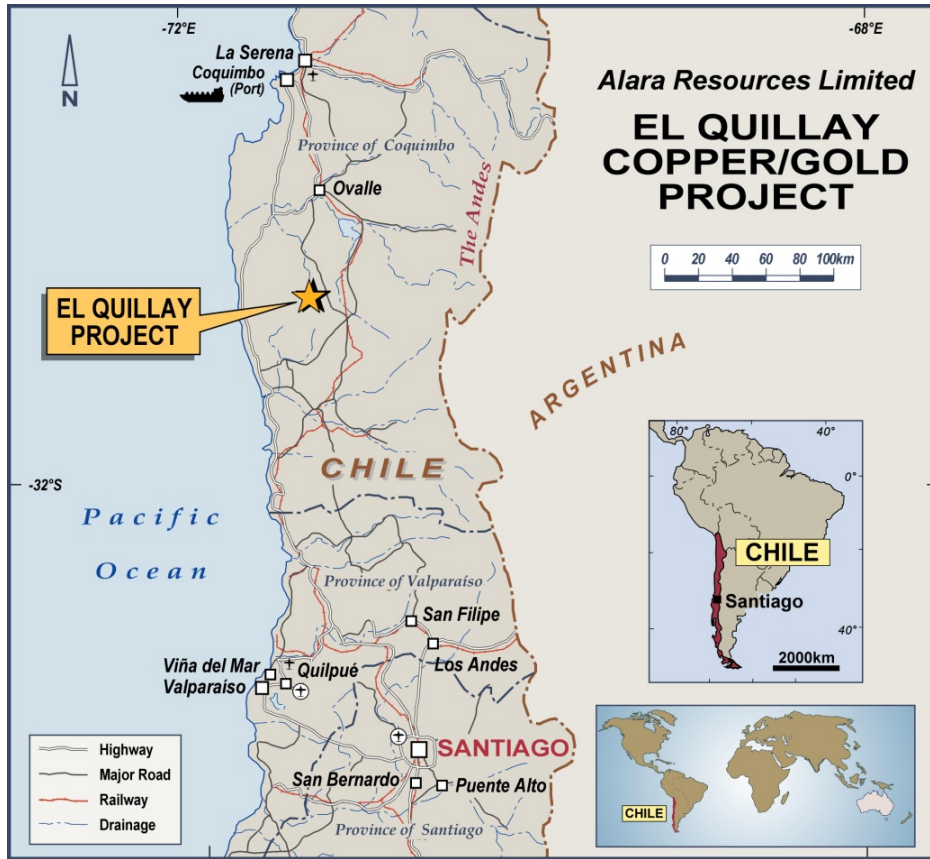 -72°E
-68°E
La Serena
Coquimbo
(Port)
N
Alara Resources Limited
EL QUILLAY
COPPER/GOLD
PROJECT
Province of Coquimbo
Ovalle
The Andes
0 20 40 60 80 100km
EL QUILLAY
PROJECT
ARGENTINA
CHILE
-32°S
Pacific
Ocean
80°
40°
0°
CHILE
Santiago
40°
2000km
Province of Valparaíso
San Filipe
Los Andes
Viña del Mar
Quilpué
Valparaíso
SANTIAGO
San Bernardo
Puente Alto
Province of Santiago
Highway
Major Road
Railway
Drainage
CHILE